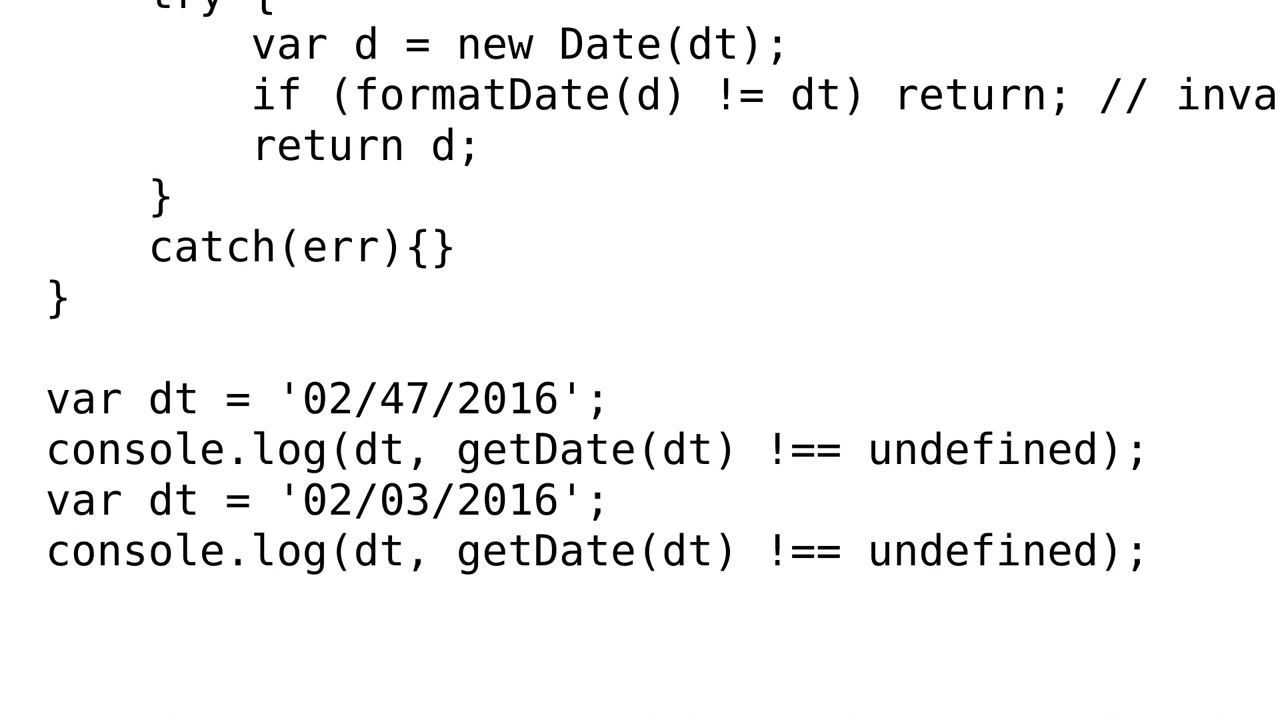 try {
var d = new Date(dt);
if (formatDate(d) != dt) return; // inva
return d;
}
catch(err){}
}
var dt = '02/47/2016';
console.log(dt, getDate(dt) !== undefined);
var dt = '02/03/2016';
console.log(dt, getDate(dt) !== undefined);